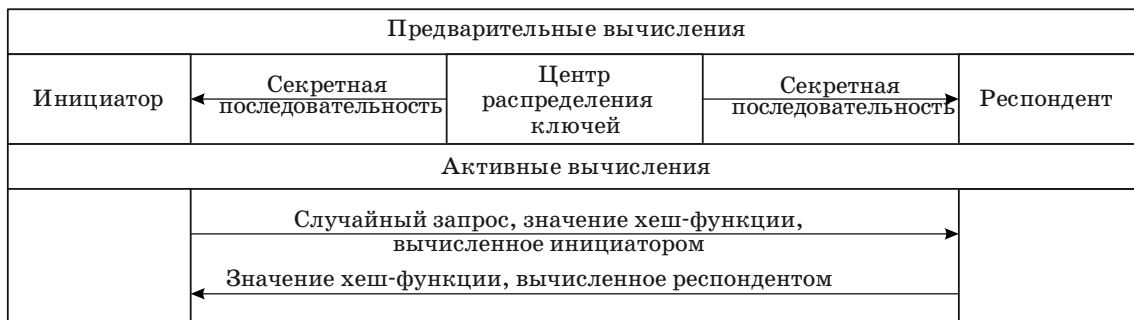 Предварительные вычисления
Инициатор
Секретная
последовательность
Центр
распределения
ключей
Секретная
последовательность
Респондент
Активные вычисления
Случайный запрос, значение хеш-функции,
вычисленное инициатором
Значение хеш-функции, вычисленное респондентом